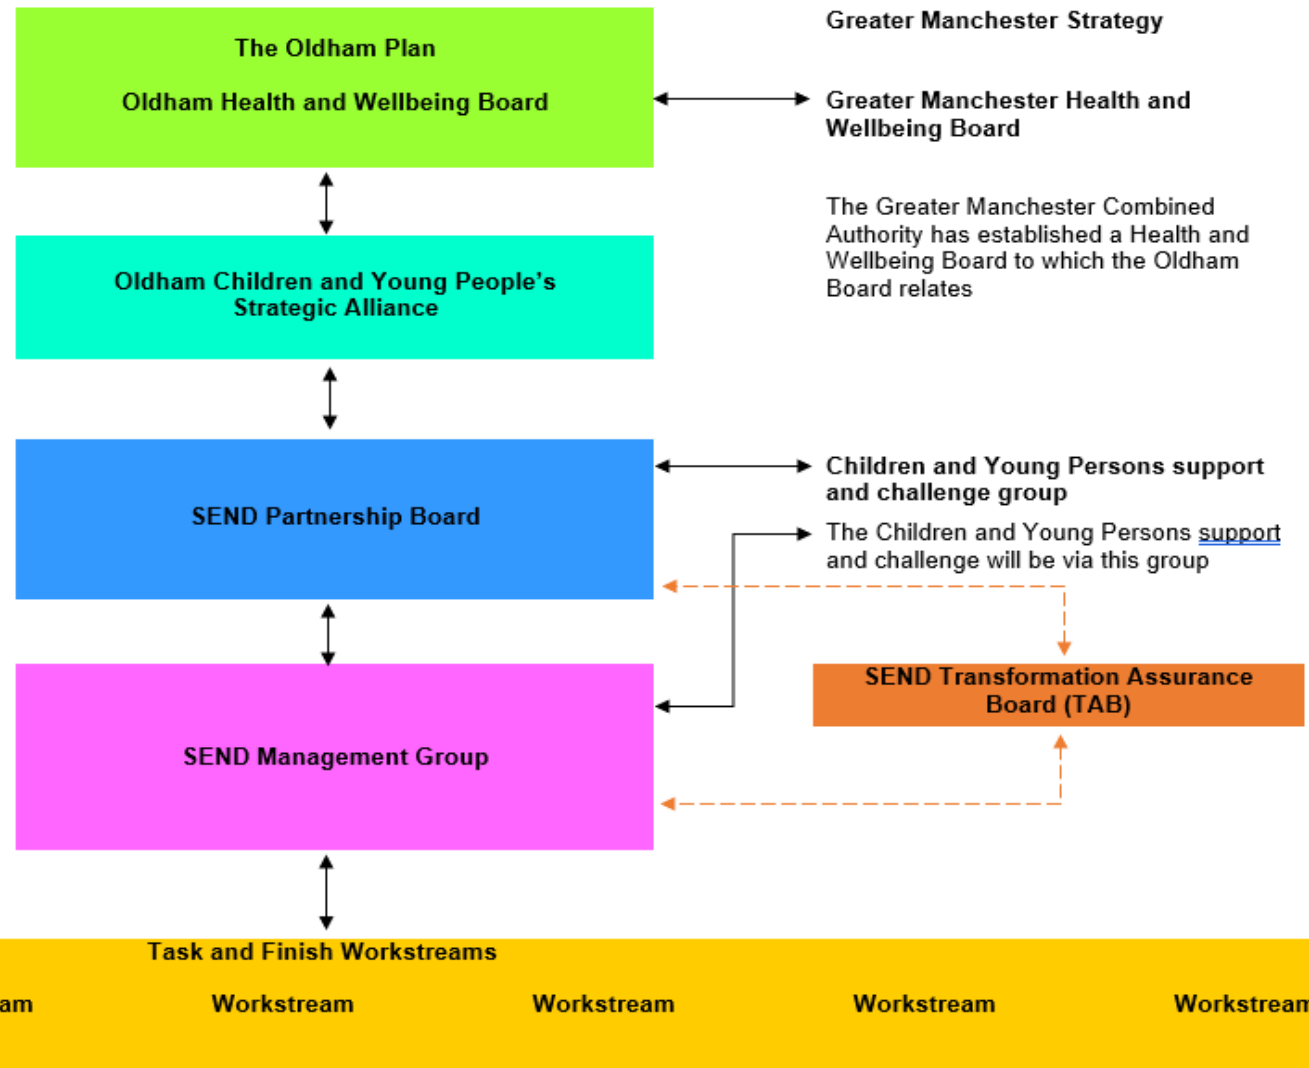 The Oldham Plan
Oldham Health and Wellbeing Board
Greater Manchester Strategy
Greater Manchester Health and
Wellbeing Board
The Greater Manchester Combined
Authority has established a Health and
Wellbeing Board to which the Oldham
Board relates
Oldham Children and Young People’s
Strategic Alliance
SEND Partnership Board
Children and Young Persons support
and challenge group
The Children and Young Persons support
and challenge will be via this group
SEND Transformation Assurance
Board (TAB)
SEND Management Group
Task and Finish Workstreams
am Workstream Workstream Workstream Workstream